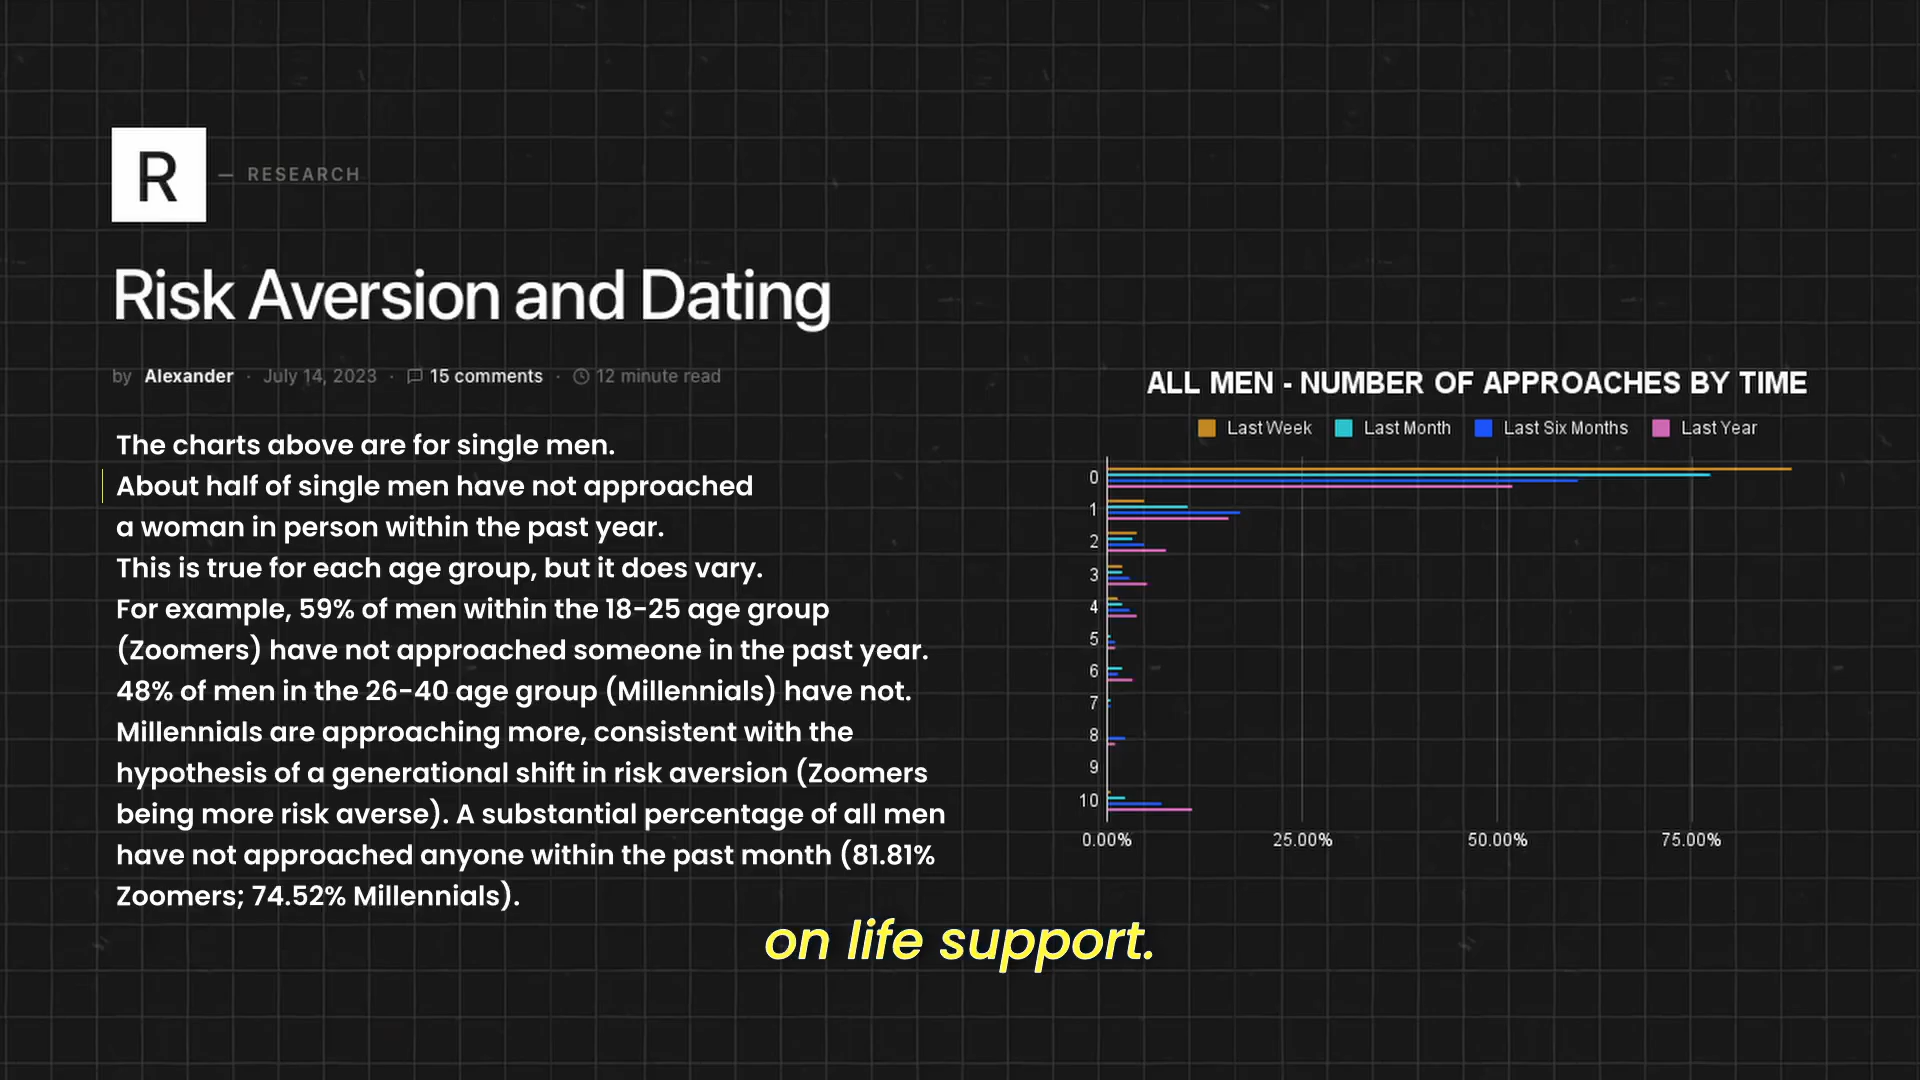 R — RESEARCH
Risk Aversion and Dating
by Alexander · July 14, 2023 · 15 comments · 12 minute read
The charts above are for single men.
About half of single men have not approached
a woman in person within the past year.
This is true for each age group, but it does vary.
For example, 59% of men within the 18-25 age group
(Zoomers) have not approached someone in the past year.
48% of men in the 26-40 age group (Millennials) have not.
Millennials are approaching more, consistent with the
hypothesis of a generational shift in risk aversion (Zoomers
being more risk averse). A substantial percentage of all men
have not approached anyone within the past month (81.81%
Zoomers; 74.52% Millennials).
ALL MEN - NUMBER OF APPROACHES BY TIME
Last Week Last Month Last Six Months Last Year
0
1
2
3
4
5
6
7
8
9
10
0.00% 25.00% 50.00% 75.00%
on life support.